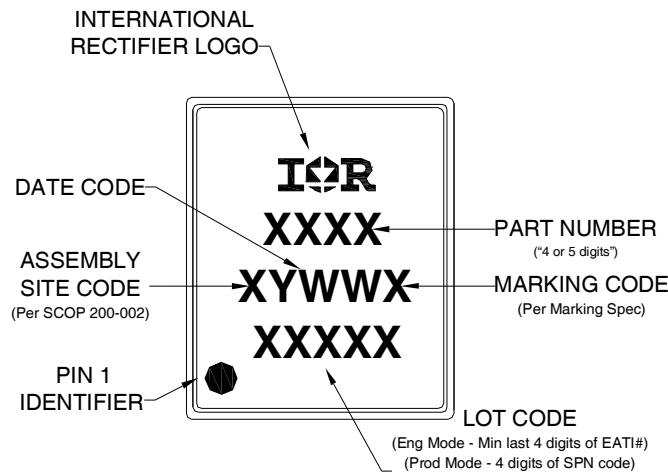 INTERNATIONAL
RECTIFIER LOGO
IOR
DATE CODE
XXXX
PART NUMBER
(“4 or 5 digits”)
ASSEMBLY
SITE CODE
(Per SCOP 200-002)
XYWWX
MARKING CODE
(Per Marking Spec)
XXXXX
PIN 1
IDENTIFIER
LOT CODE
(Eng Mode - Min last 4 digits of EATI#)
(Prod Mode - 4 digits of SPN code)